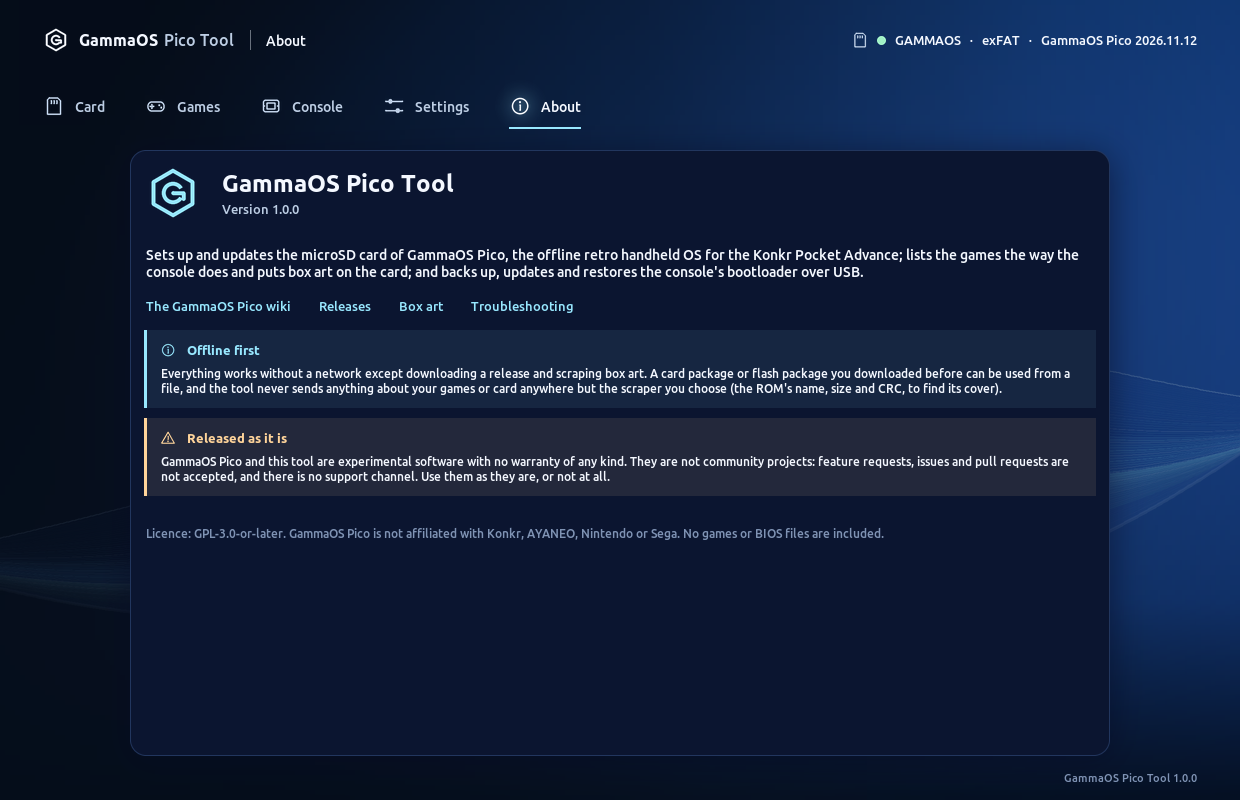 GammaOS Pico Tool | About
GAMMAOS · exFAT · GammaOS Pico 2026.11.12
Card
Games
Console
Settings
About
GammaOS Pico Tool
Version 1.0.0
Sets up and updates the microSD card of GammaOS Pico, the offline retro handheld OS for the Konkr Pocket Advance; lists the games the way the
console does and puts box art on the card; and backs up, updates and restores the console's bootloader over USB.
The GammaOS Pico wiki
Releases
Box art
Troubleshooting
Offline first
Everything works without a network except downloading a release and scraping box art. A card package or flash package you downloaded before can be used from a
file, and the tool never sends anything about your games or card anywhere but the scraper you choose (the ROM's name, size and CRC, to find its cover).
Released as it is
GammaOS Pico and this tool are experimental software with no warranty of any kind. They are not community projects: feature requests, issues and pull requests are
not accepted, and there is no support channel. Use them as they are, or not at all.
Licence: GPL-3.0-or-later. GammaOS Pico is not affiliated with Konkr, AYANEO, Nintendo or Sega. No games or BIOS files are included.
GammaOS Pico Tool 1.0.0